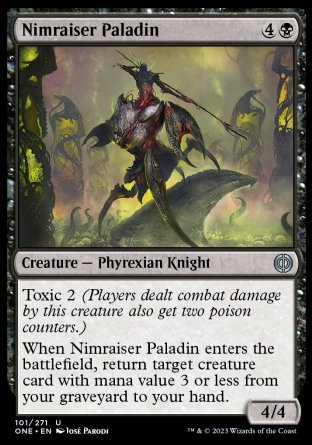 Nimraiser Paladin 4
Creature — Phyrexian Knight
Toxic 2 (Players dealt combat damage
by this creature also get two poison
counters.)
When Nimraiser Paladin enters the
battlefield, return target creature
card with mana value 3 or less from
your graveyard to your hand.
4/4
101/271 U
ONE • EN José Parodi
™ & © 2023 Wizards of the Coast